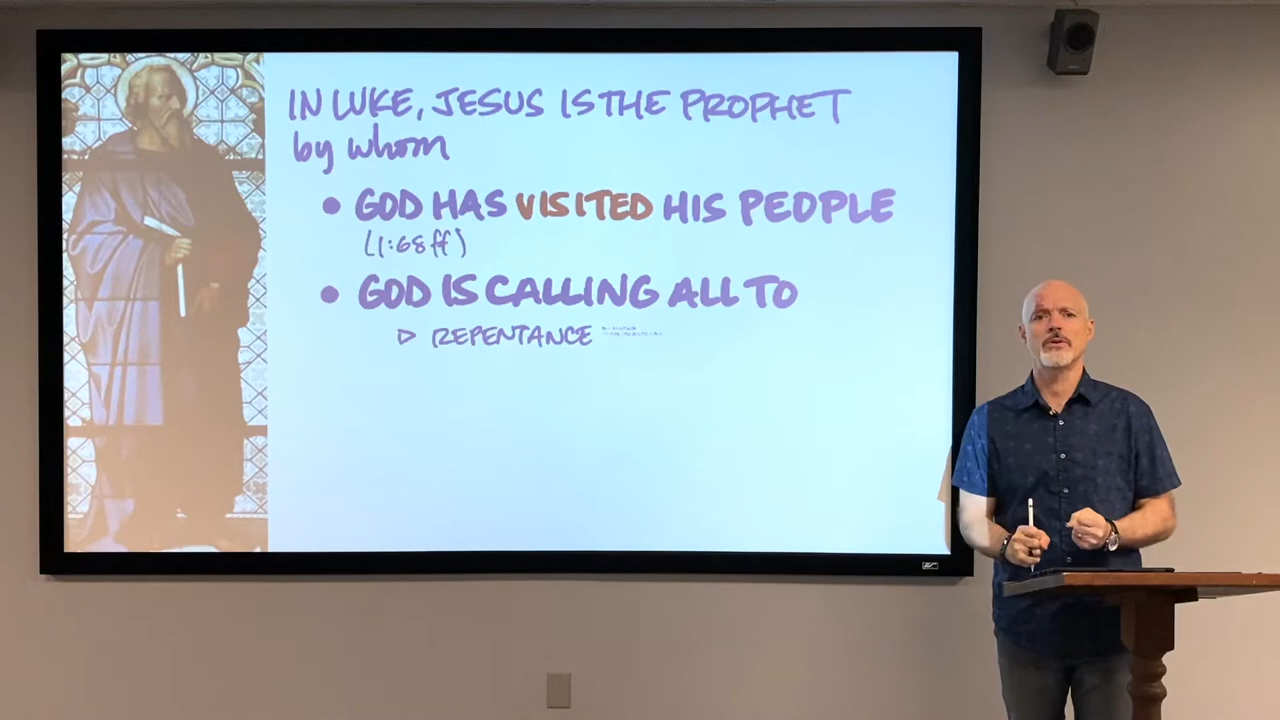 IN LUKE, JESUS IS THE PROPHET
by whom
• GOD HAS VISITED HIS PEOPLE
(1:68ff)
• GOD IS CALLING ALL TO
▷ REPENTANCE